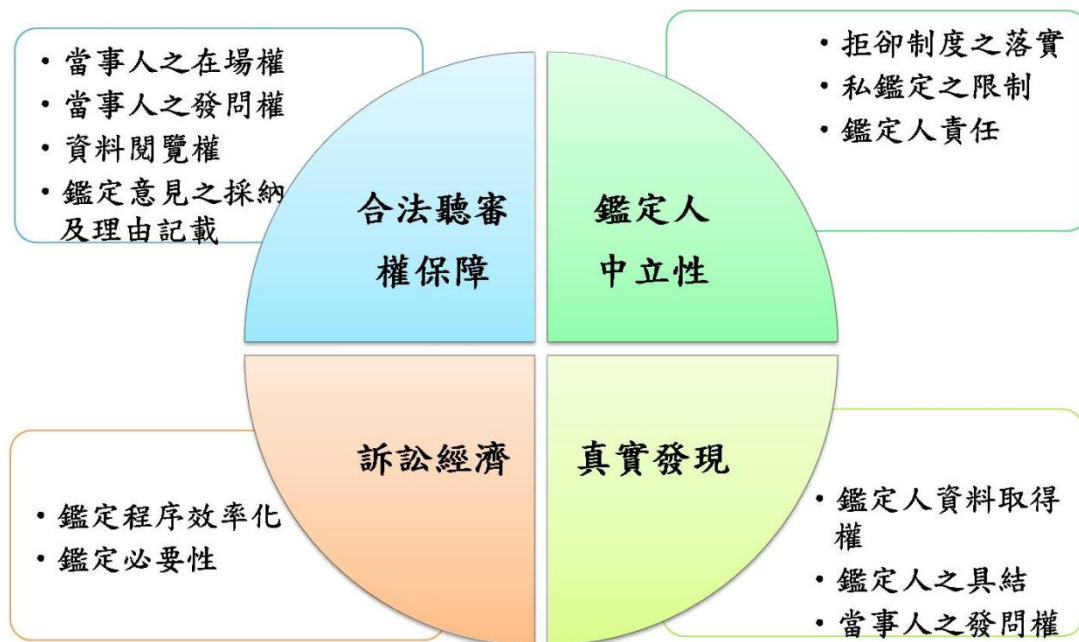 • 當事人之在場權
• 當事人之發問權
• 資料閱覽權
• 鑑定意見之採納
及理由記載
• 拒卻制度之落實
• 私鑑定之限制
• 鑑定人責任
合法聽審
權保障
鑑定人
中立性
訴訟經濟
真實發現
• 鑑定程序效率化
• 鑑定必要性
• 鑑定人資料取得
權
• 鑑定人之具結
• 當事人之發問權